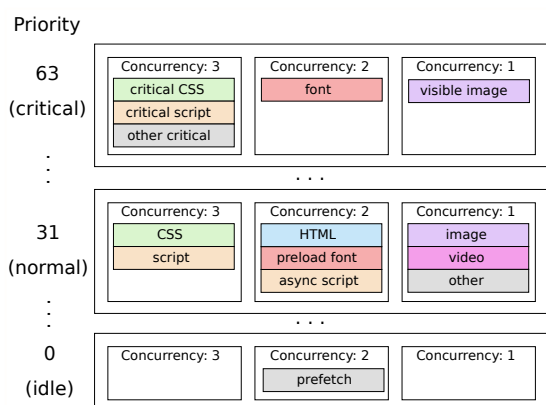 Priority
63
(critical)
Concurrency: 3
critical CSS
critical script
other critical
Concurrency: 2
font
Concurrency: 1
visible image
. . .
31
(normal)
Concurrency: 3
CSS
script
Concurrency: 2
HTML
preload font
async script
Concurrency: 1
image
video
other
. . .
0
(idle)
Concurrency: 3
Concurrency: 2
prefetch
Concurrency: 1